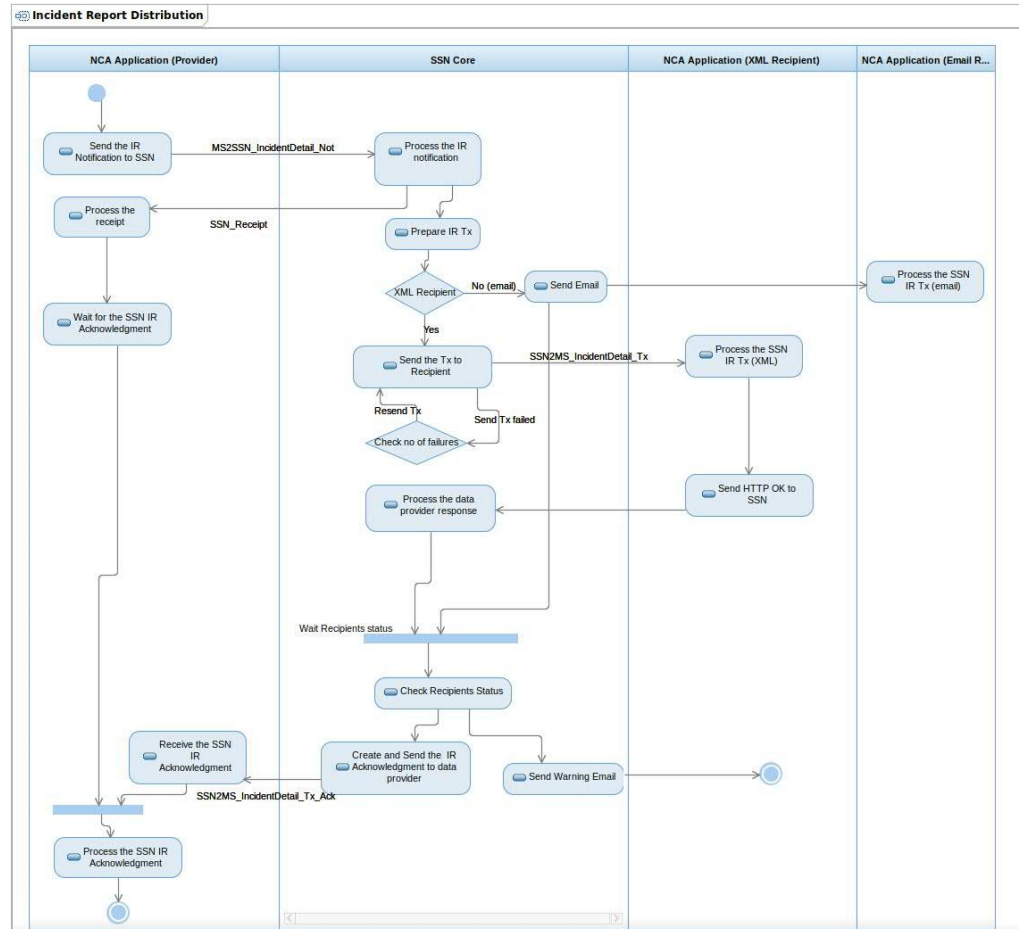 Incident Report Distribution
NCA Application (Provider)
SSN Core
NCA Application (XML Recipient)
NCA Application (Email R...
Send the IR
Notification to SSN
MS2SSN_IncidentDetail_Not
Process the IR
notification
Process the
receipt
SSN_Receipt
Prepare IR Tx
XML Recipient
No (email)
Send Email
Process the SSN
IR Tx (email)
Wait for the SSN IR
Acknowledgment
Yes
Send the Tx to
Recipient
SSN2MS_IncidentDetail_Tx
Process the SSN
IR Tx (XML)
Resend Tx
Send Tx failed
Check no of failures
Process the data
provider response
Send HTTP OK to
SSN
Wait Recipients status
Check Recipients Status
Receive the SSN
IR
Acknowledgment
Create and Send the IR
Acknowledgment to data
provider
Send Warning Email
SSN2MS_IncidentDetail_Tx_Ack
Process the SSN IR
Acknowledgment